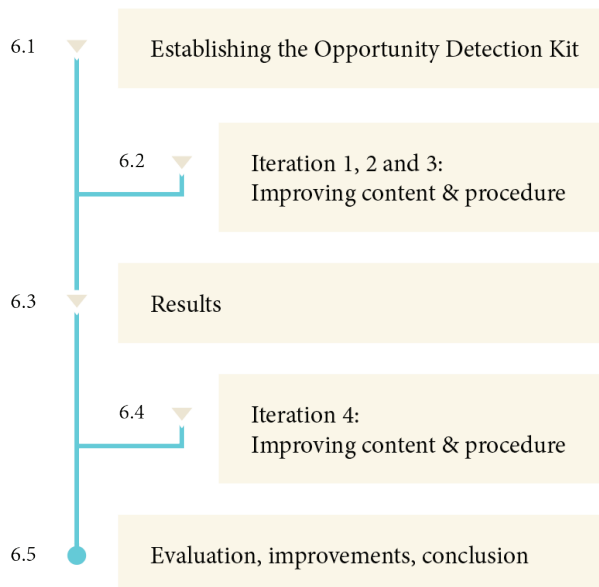 6.1
Establishing the Opportunity Detection Kit
6.2
Iteration 1, 2 and 3:
Improving content & procedure
6.3
Results
6.4
Iteration 4:
Improving content & procedure
6.5
Evaluation, improvements, conclusion